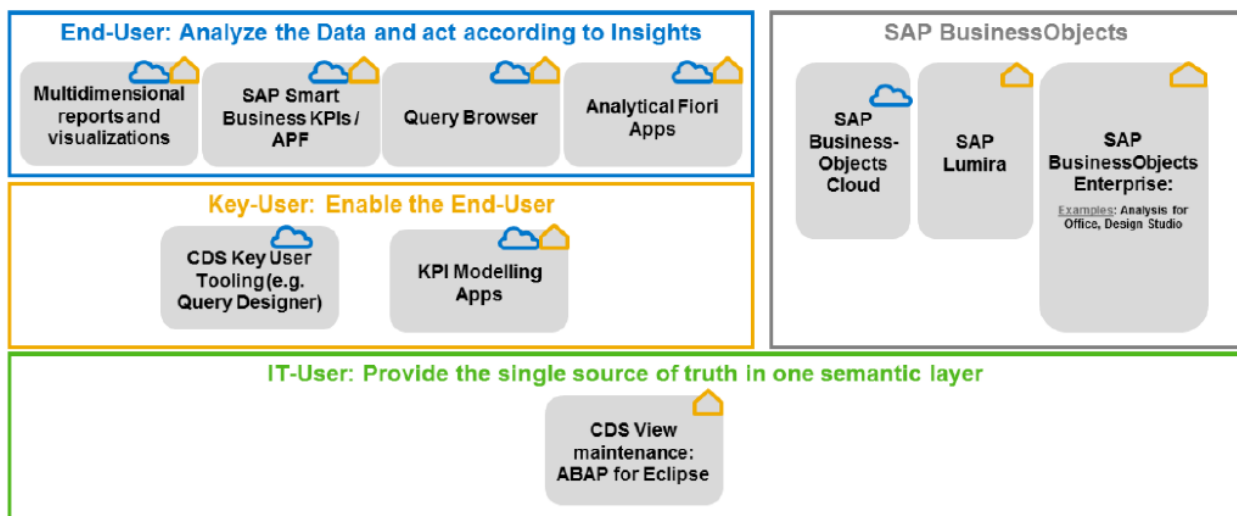 End-User: Analyze the Data and act according to Insights
Multidimensional
reports and
visualizations
SAP Smart
Business KPIs /
APF
Query Browser
Analytical Fiori
Apps
SAP BusinessObjects
SAP
Business-
Objects
Cloud
SAP
Lumira
SAP
BusinessObjects
Enterprise:
Examples: Analysis for
Office, Design Studio
Key-User: Enable the End-User
CDS Key User
Tooling(e.g.
Query Designer)
KPI Modelling
Apps
IT-User: Provide the single source of truth in one semantic layer
CDS View
maintenance:
ABAP for Eclipse